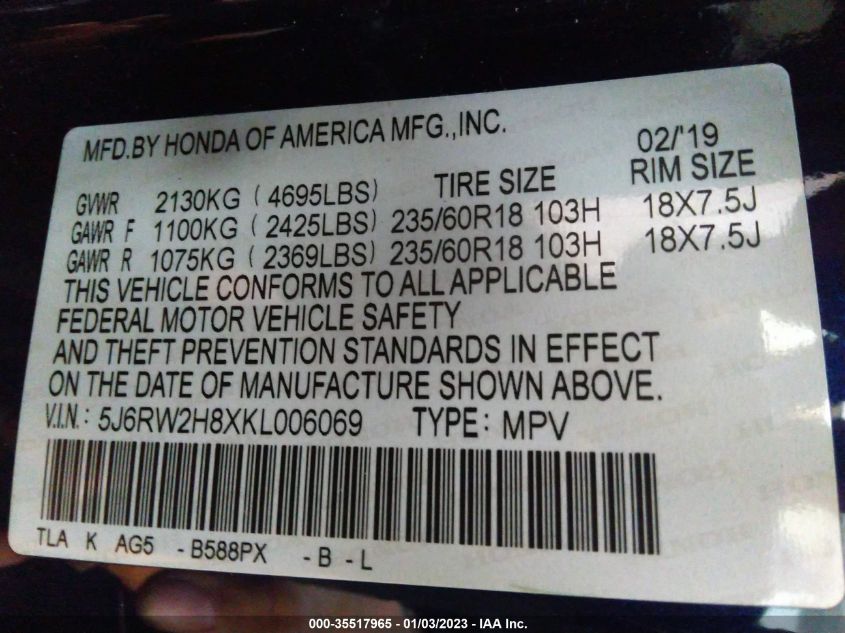 MFD.BY HONDA OF AMERICA MFG.,INC. 02/'19
TIRE SIZE RIM SIZE
GVWR 2130KG (4695LBS)
GAWR F 1100KG (2425LBS) 235/60R18 103H 18X7.5J
GAWR R 1075KG (2369LBS) 235/60R18 103H 18X7.5J
THIS VEHICLE CONFORMS TO ALL APPLICABLE
FEDERAL MOTOR VEHICLE SAFETY
AND THEFT PREVENTION STANDARDS IN EFFECT
ON THE DATE OF MANUFACTURE SHOWN ABOVE.
V.I.N.: 5J6RW2H8XKL006069 TYPE: MPV
TLA K AG5 -B588PX -B -L
000-35517965 - 01/03/2023 - IAA Inc.